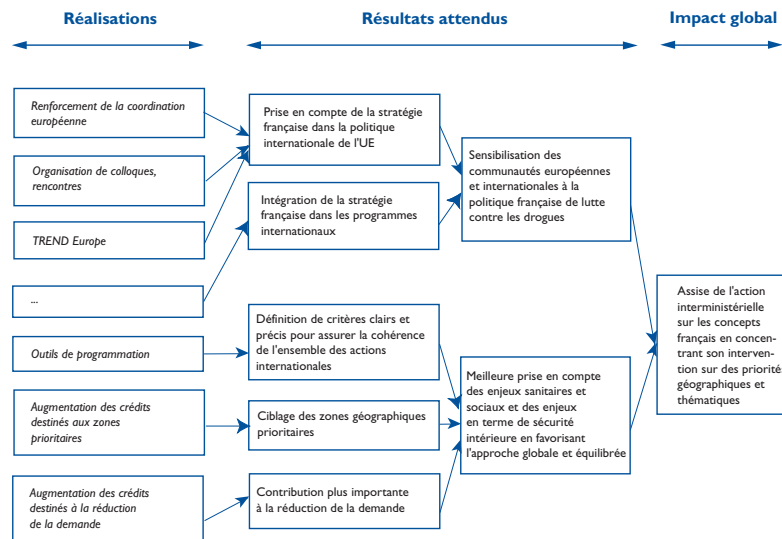 Réalisations
Résultats attendus
Impact global
Renforcement de la coordination
européenne
Organisation de colloques,
rencontres
TREND Europe
...
Outils de programmation
Augmentation des crédits
destinés aux zones
prioritaires
Augmentation des crédits
destinés à la réduction
de la demande
Prise en compte de la stratégie
française dans la politique
internationale de l'UE
Intégration de la stratégie
française dans les programmes
internationaux
Définition de critères clairs et
précis pour assurer la cohérence
de l'ensemble des actions
internationales
Ciblage des zones géographiques
prioritaires
Contribution plus importante
à la réduction de la demande
Sensibilisation des
communautés européennes
et internationales à la
politique française de lutte
contre les drogues
Meilleure prise en compte
des enjeux sanitaires et
sociaux et des enjeux
en terme de sécurité
intérieure en favorisant
l'approche globale et équilibrée
Assise de l'action
interministérielle
sur les concepts
français en concen-
trant son interven-
tion sur des priorités
géographiques et
thématiques